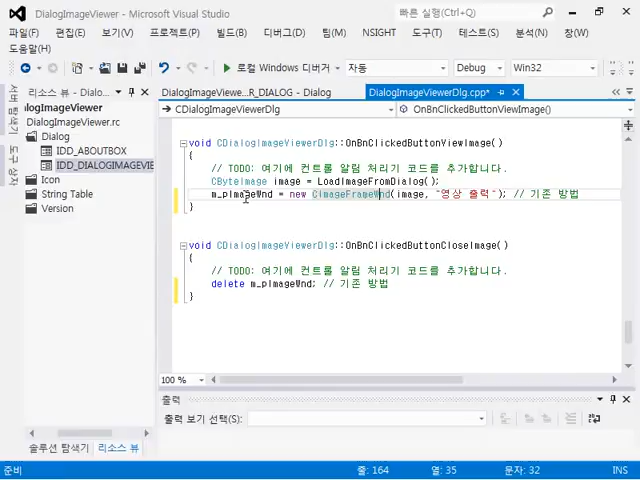 DialogImageViewer - Microsoft Visual Studio
빠른 실행(Ctrl+Q)
파일(F) 편집(E) 보기(V) 프로젝트(P) 빌드(B) 디버그(D) 팀(M) NSIGHT 도구(T) 테스트(S) 분석(N) 창(W)
도움말(H)
로컬 Windows 디버거 자동 Debug Win32
리소스 뷰 - Dialo...
DialogImageViewe...R_DIALOG - Dialog
DialogImageViewerDlg.cpp*
CDialogImageViewerDlg
OnBnClickedButtonViewImage()
alogImageViewer
ialogImageViewer.rc
Dialog
IDD_ABOUTBOX
IDD_DIALOGIMAGEVIE
Icon
String Table
Version
void CDialogImageViewerDlg::OnBnClickedButtonViewImage()
{
// TODO: 여기에 컨트롤 알림 처리기 코드를 추가합니다.
CByteImage image = LoadImageFromDialog();
m_pImageWnd = new CImageFrameWnd(image, "영상 출력"); // 기존 방법
}
void CDialogImageViewerDlg::OnBnClickedButtonCloseImage()
{
// TODO: 여기에 컨트롤 알림 처리기 코드를 추가합니다.
delete m_pImageWnd; // 기존 방법
}
100 %
출력
출력 보기 선택(S):
솔루션 탐색기 리소스 뷰
준비 줄: 164 열: 35 문자: 32 INS